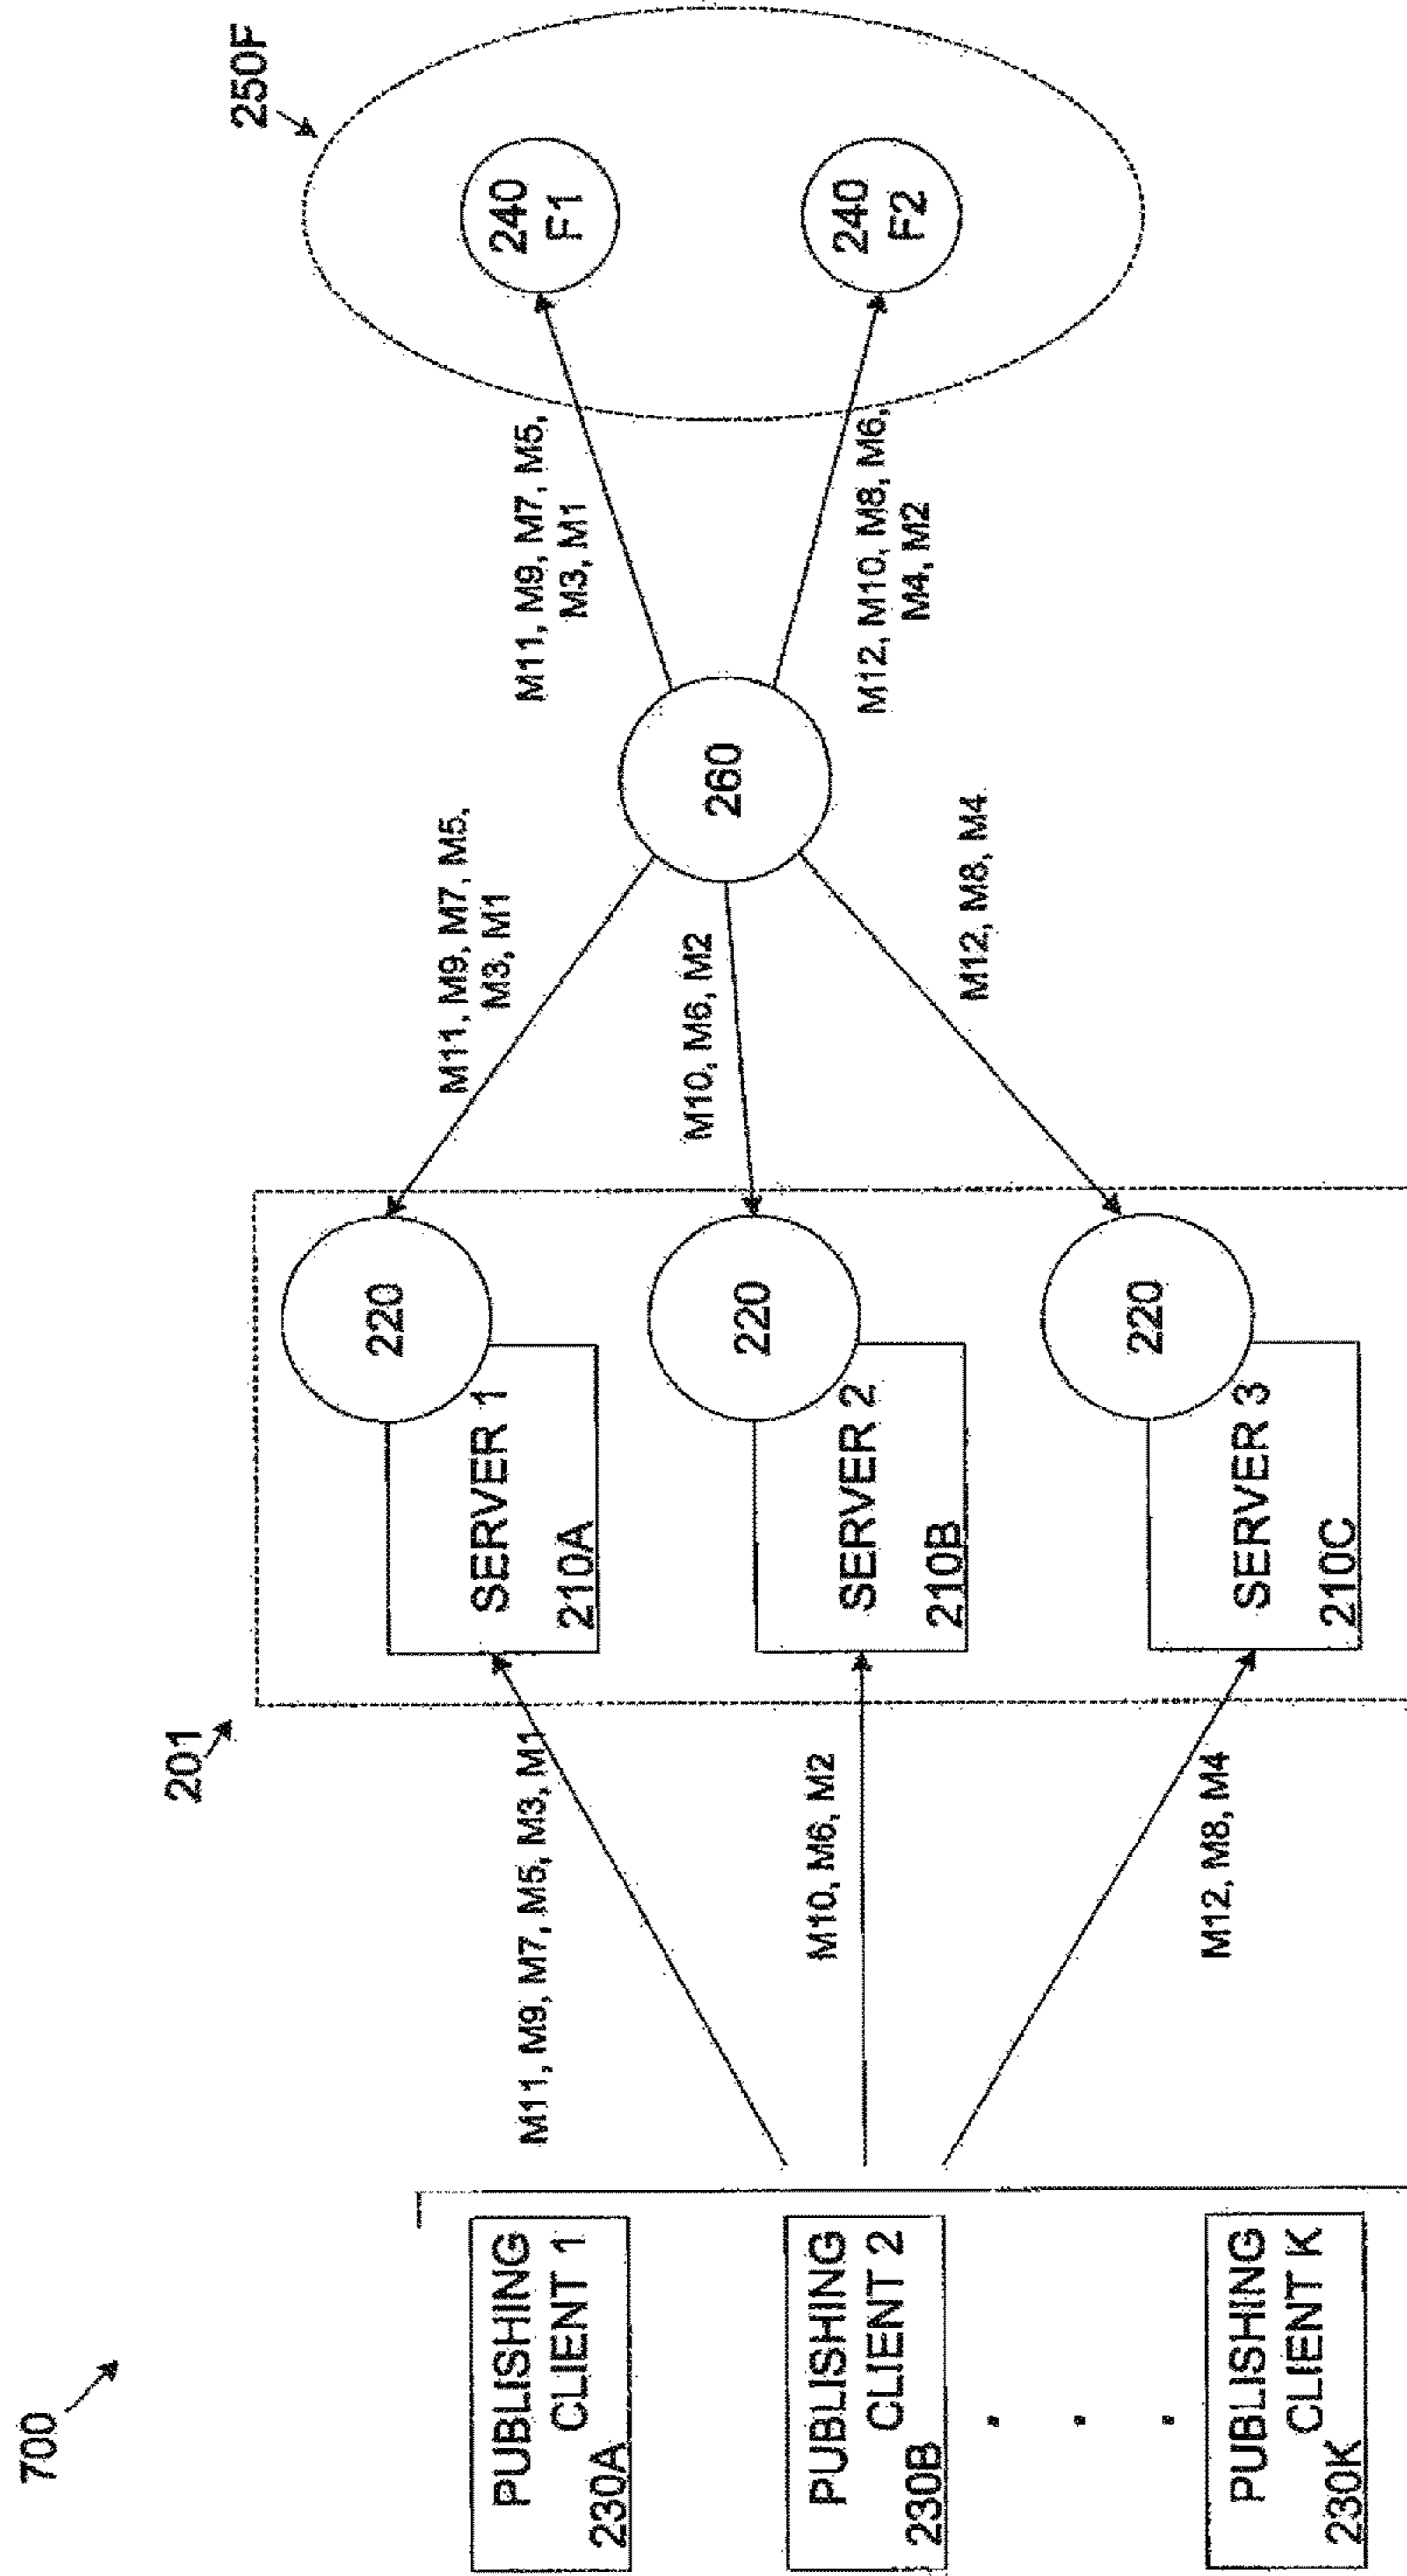 700
PUBLISHING
CLIENT 1
230A
PUBLISHING
CLIENT 2
230B
. . .
PUBLISHING
CLIENT K
230K
M11, M9, M7, M5, M3, M1
M10, M6, M2
M12, M8, M4
201
220
SERVER 1
210A
220
SERVER 2
210B
220
SERVER 3
210C
M11, M9, M7, M5,
M3, M1
M10, M6, M2
M12, M8, M4
260
M11, M9, M7, M5,
M3, M1
M12, M10, M8, M6,
M4, M2
250F
240
F1
240
F2